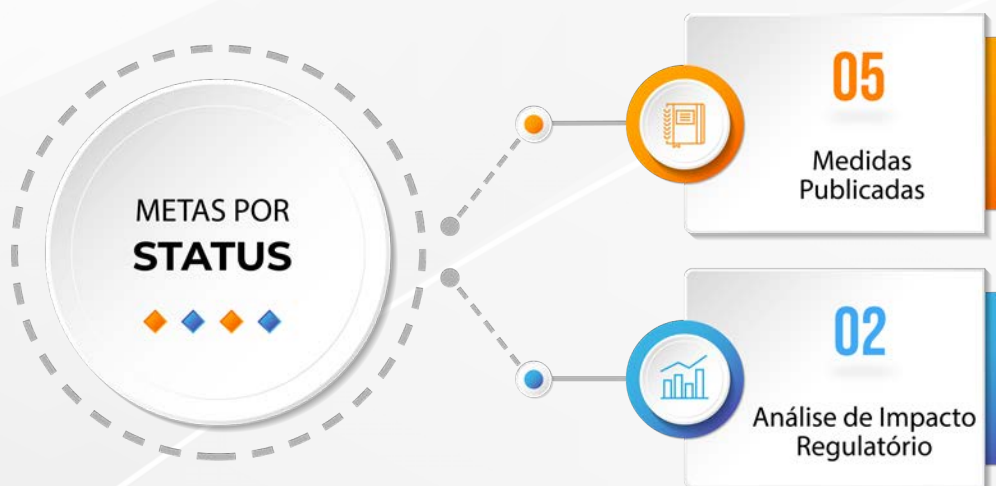 METAS POR
STATUS
05
Medidas
Publicadas
02
Análise de Impacto
Regulatório